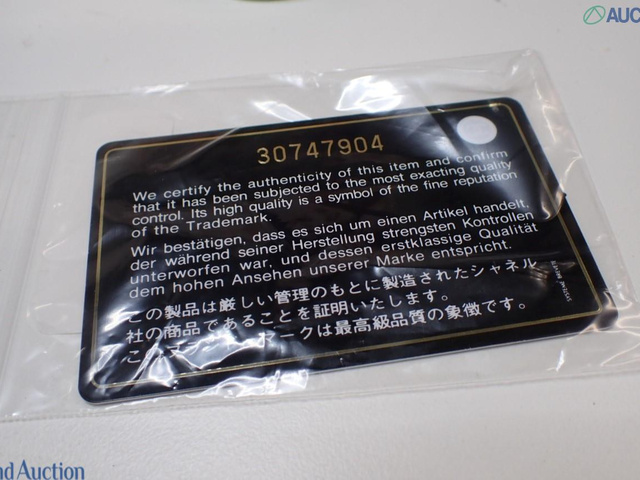 AUC
30747904
We certify the authenticity of this item and confirm
that it has been subjected to the most exacting quality
control. Its high quality is a symbol of the fine reputation
of the Trademark.
Wir bestätigen, dass es sich um einen Artikel handelt,
der während seiner Herstellung strengsten Kontrollen
unterworfen war, und dessen erstklassige Qualität
dem hohen Ansehen unserer Marke entspricht.
この製品は厳しい管理のもとに製造されたシャネル
社の商品であることを証明いたします。
こ マークは最高級品質の象徴です。
nd Auction